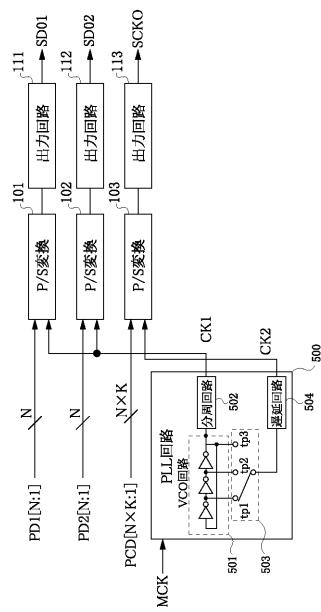 PD1[N:1]
N
101
P/S変換
111
出力回路
SD01
PD2[N:1]
N
102
P/S変換
112
出力回路
SD02
PCD[N×K:1]
N×K
103
P/S変換
113
出力回路
SCKO
CK1
CK2
MCK
PLL回路
500
VCO回路
501
分周回路
502
tp1
tp2
tp3
503
遅延回路
504